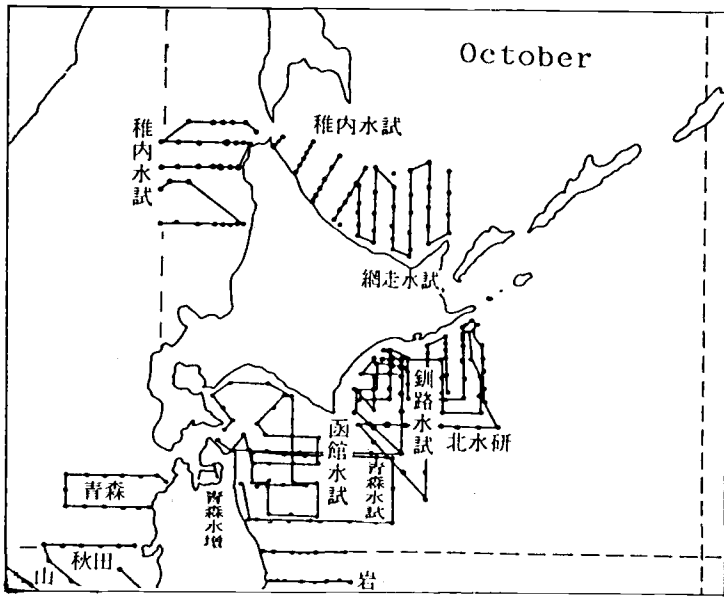 October
稚内水試
稚内水試
網走水試
釧路水試
北水研
函館水試
青森水試
青森水増
青森
秋田
山
岩